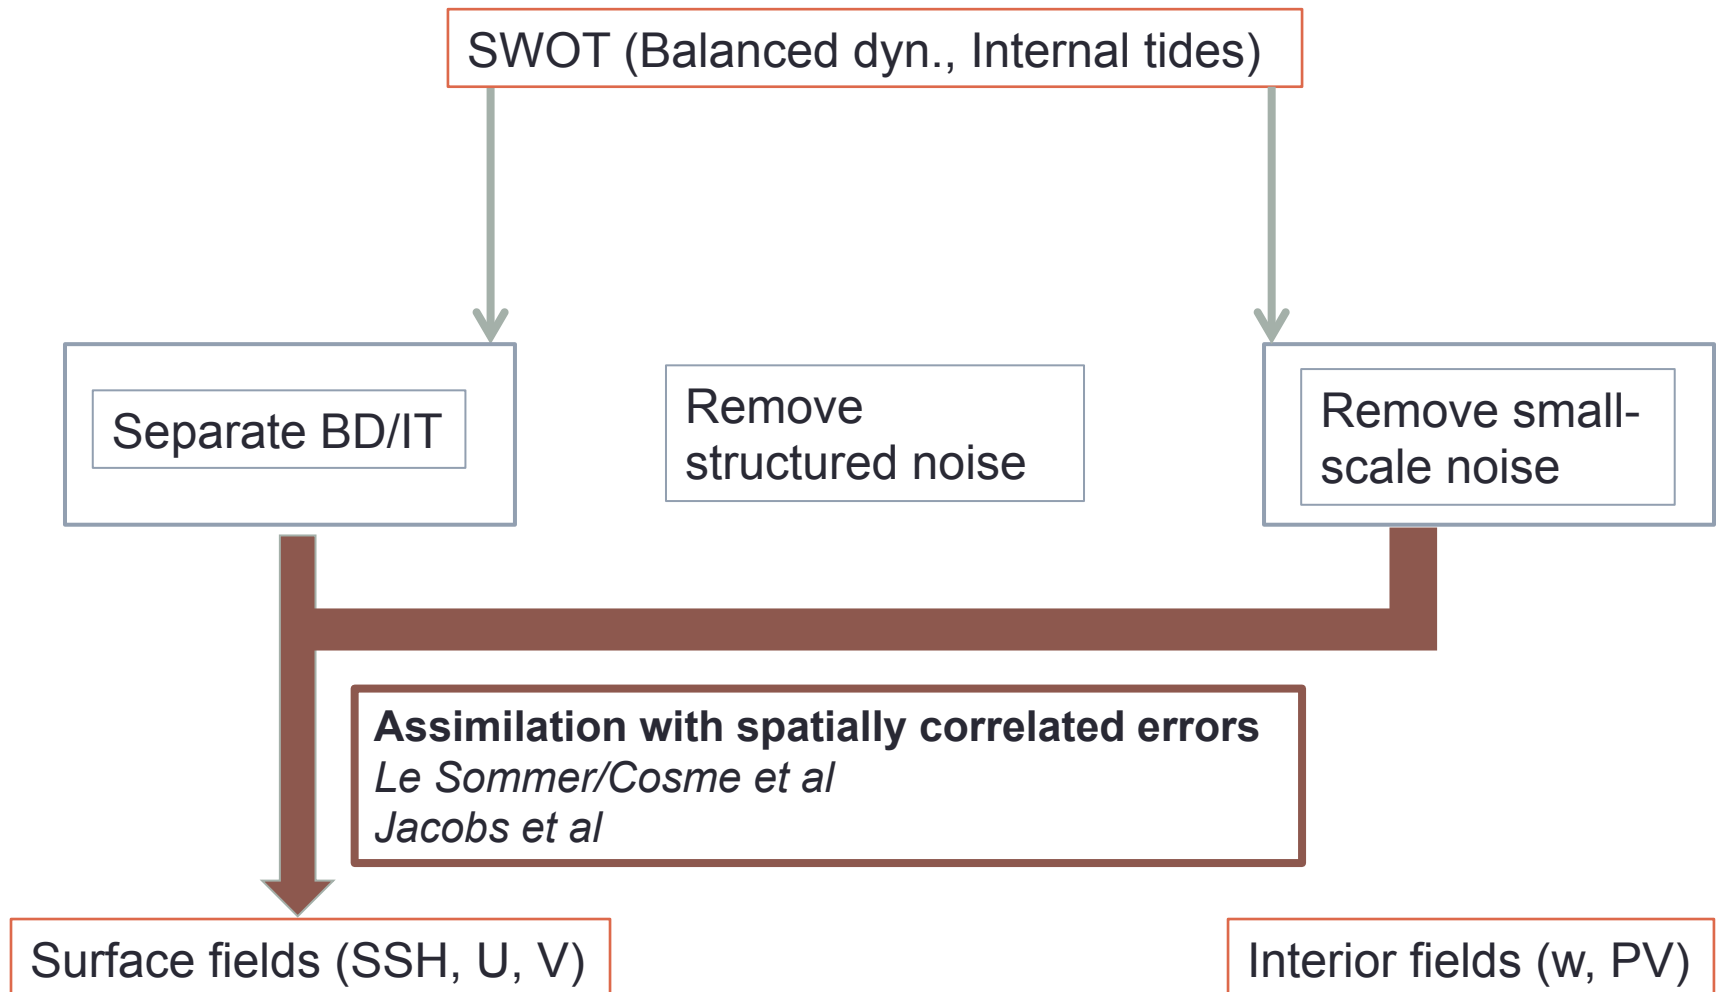 SWOT (Balanced dyn., Internal tides)
Separate BD/IT
Remove
structured noise
Remove small-
scale noise
Assimilation with spatially correlated errors
Le Sommer/Cosme et al
Jacobs et al
Surface fields (SSH, U, V)
Interior fields (w, PV)